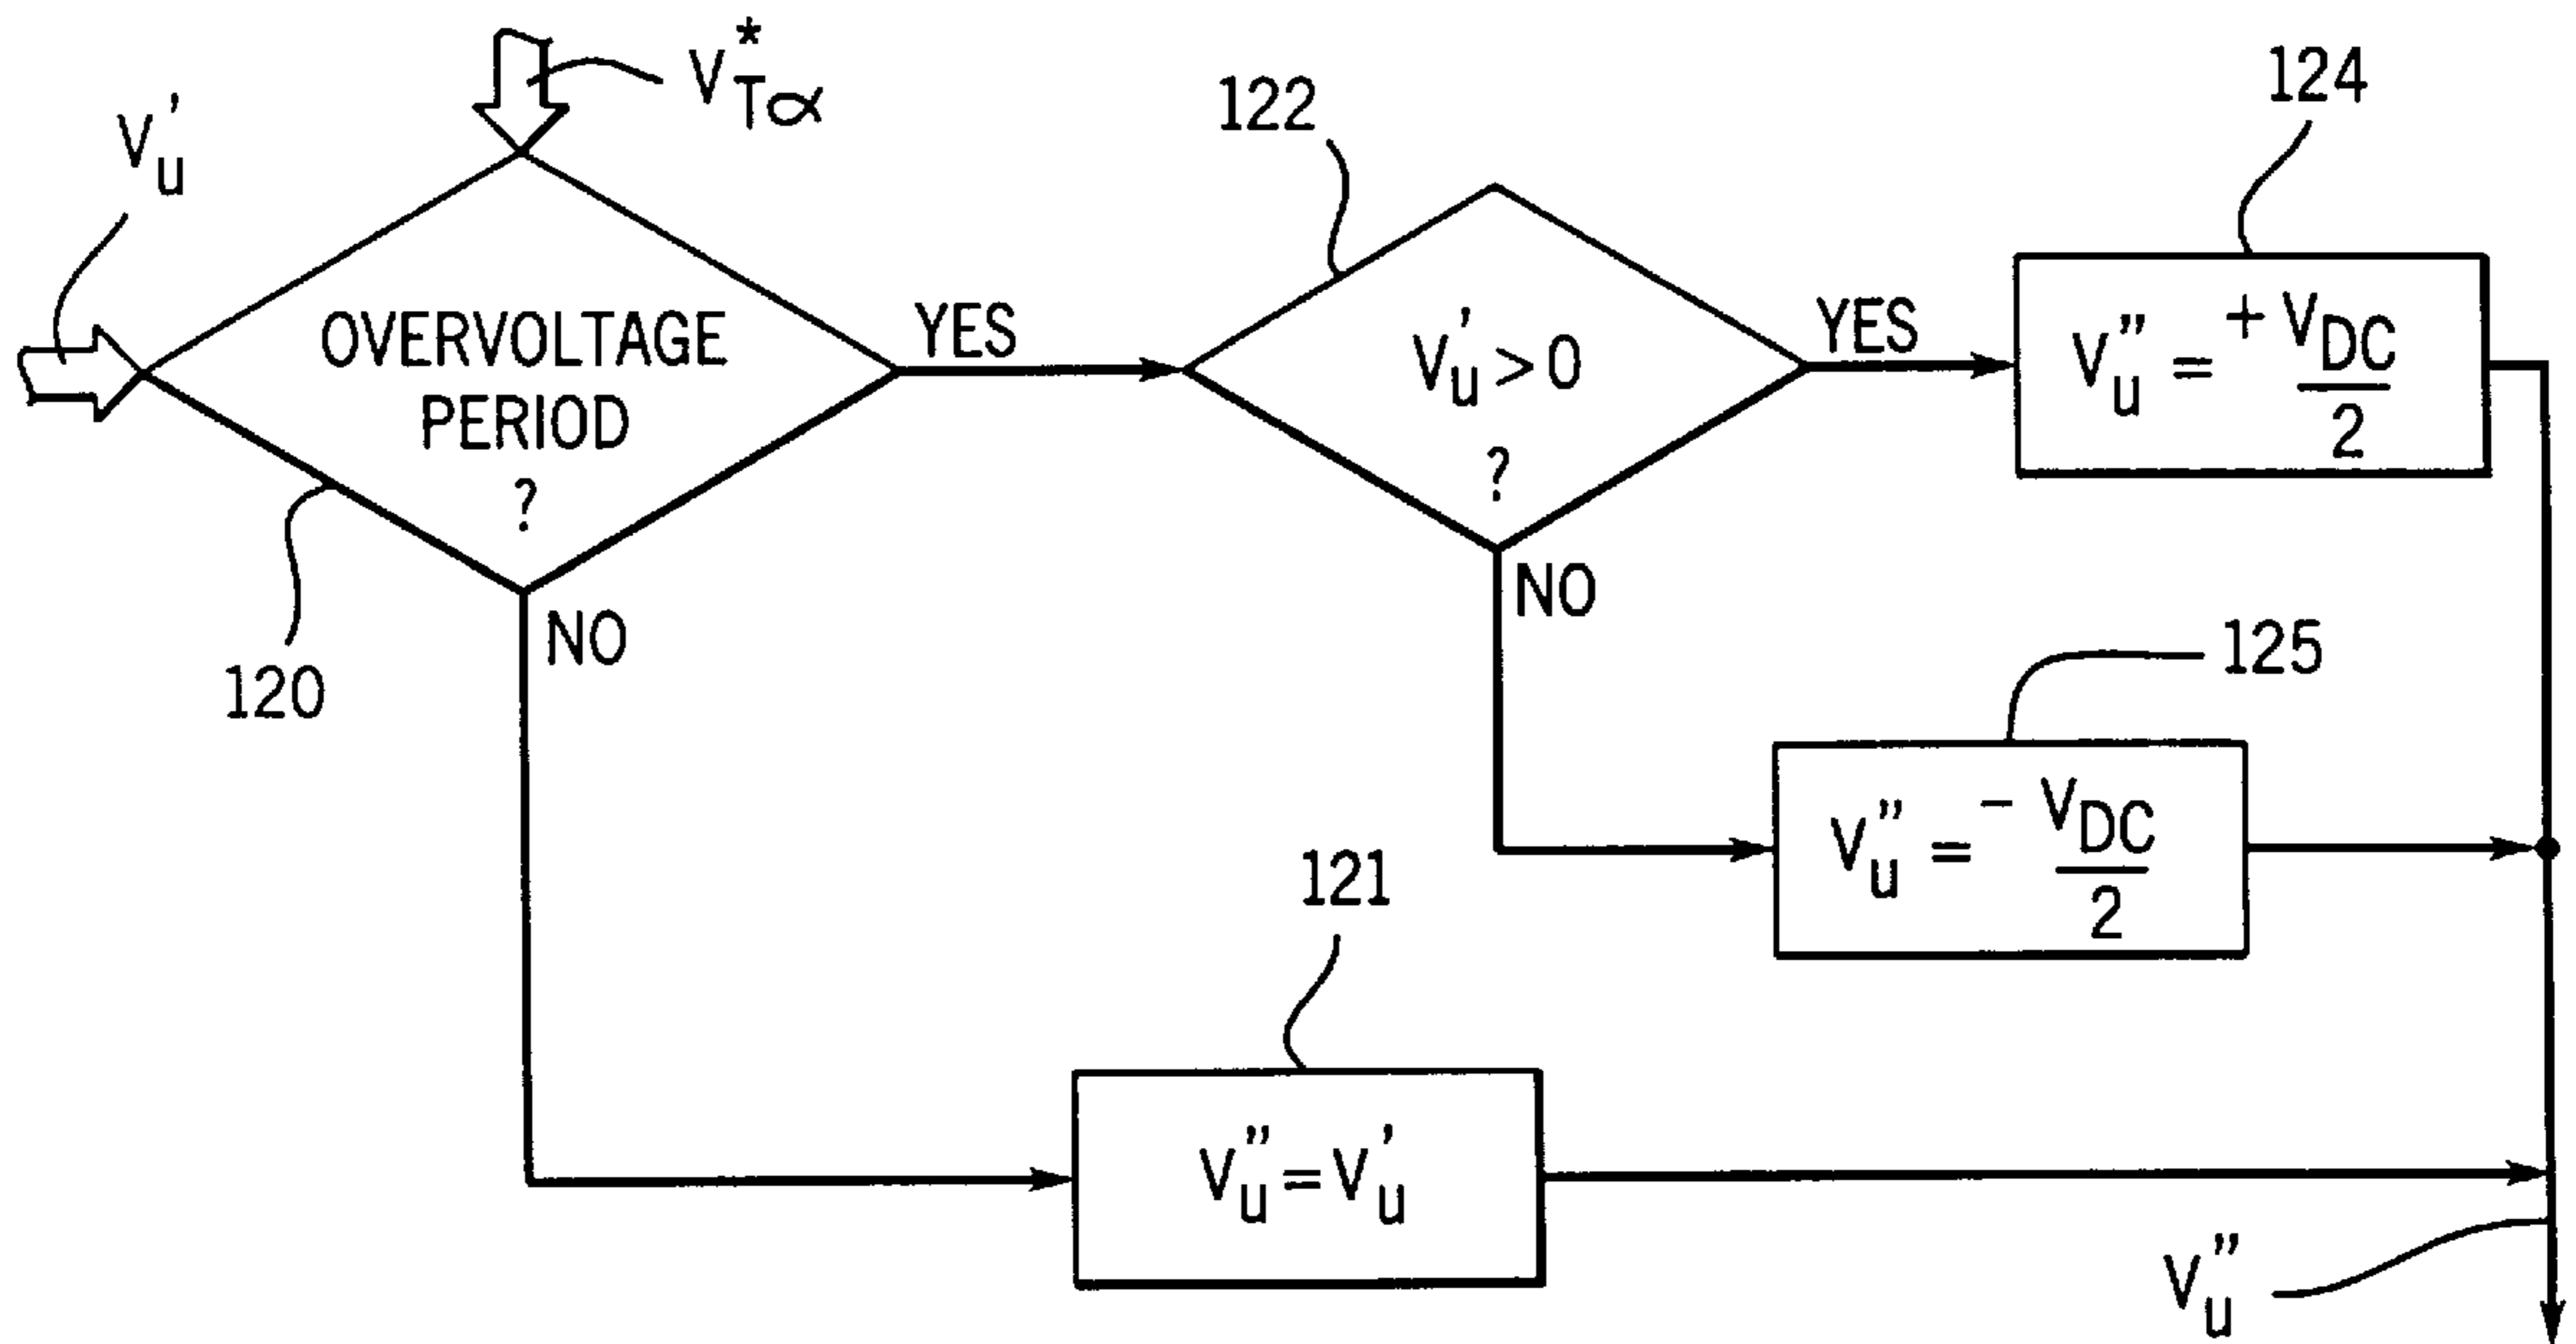 V*Tα
V'u
122
124
OVERVOLTAGE
PERIOD
?
YES
V'u > 0
?
YES
V"u = + VDC
2
NO
NO
120
125
V"u = - VDC
2
121
V"u = V'u
V"u